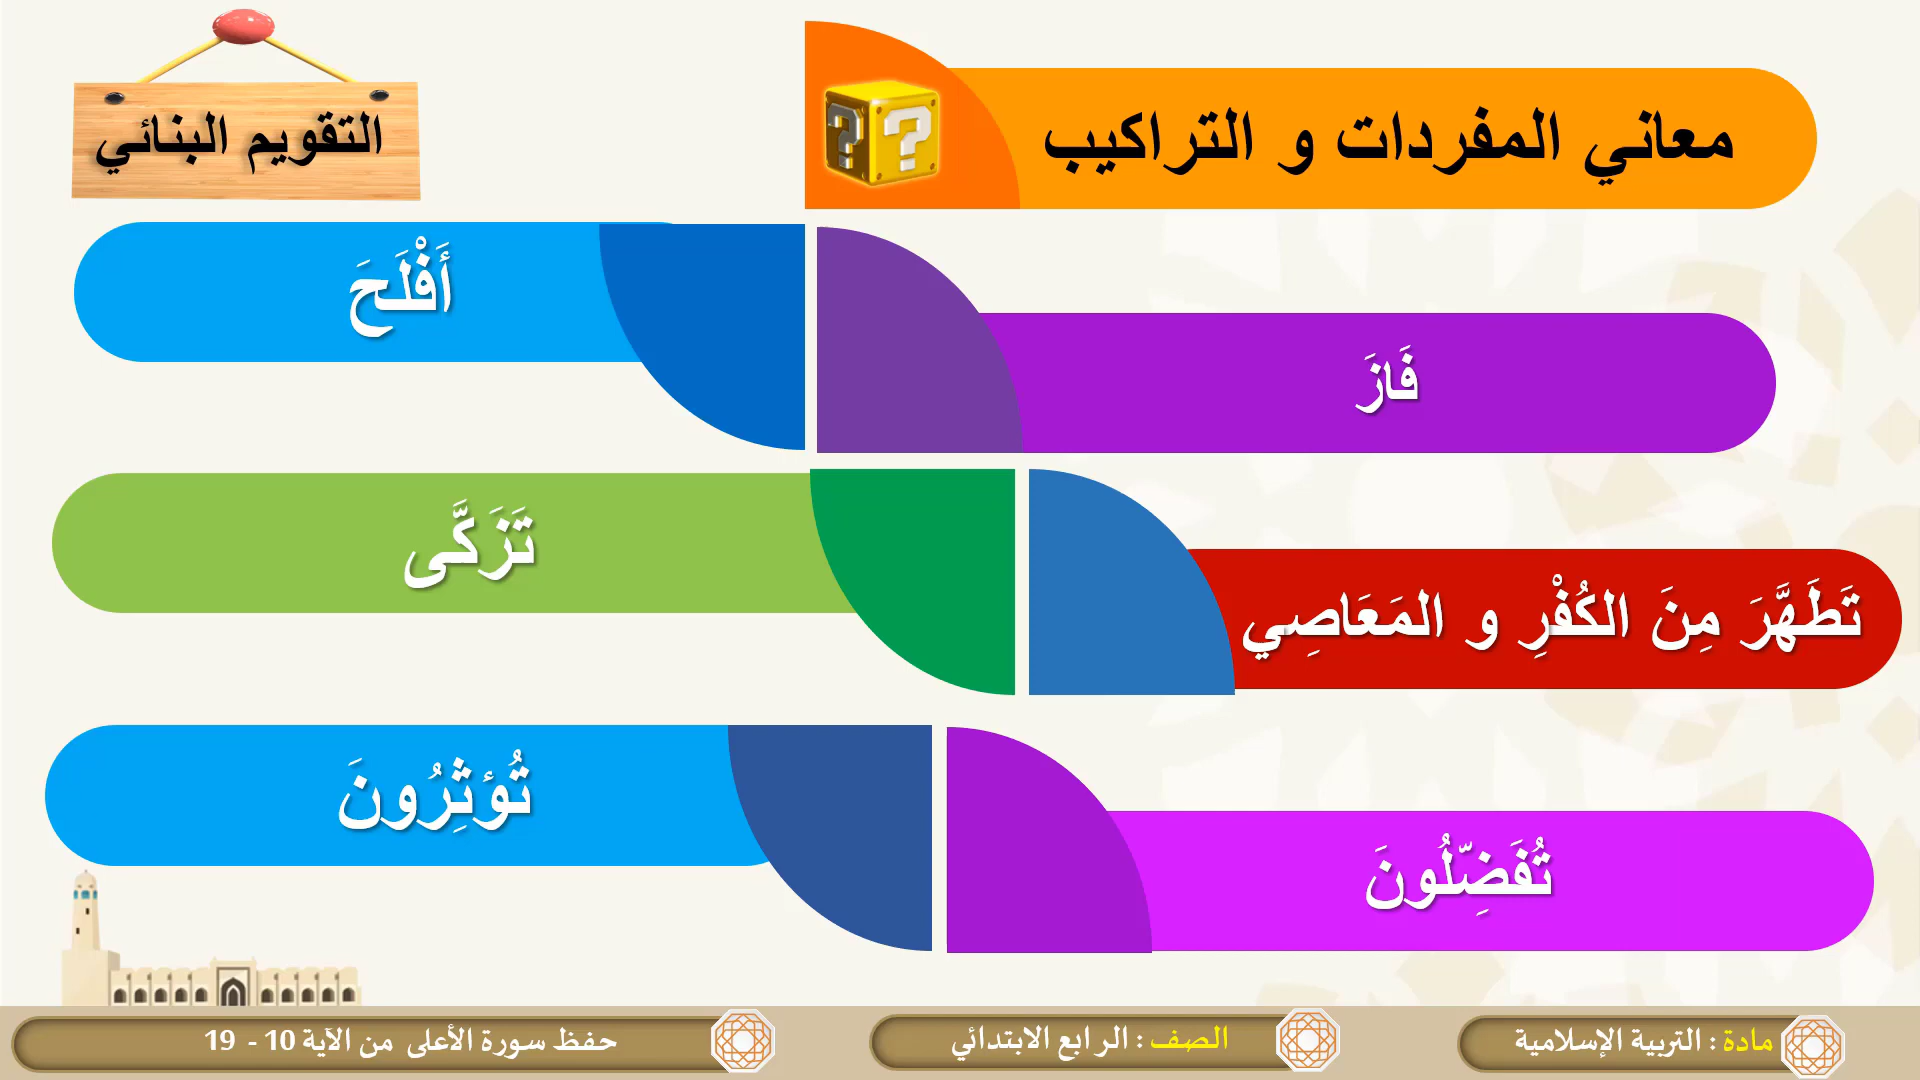 معاني المفردات و التراكيب
التقويم البنائي
أَفْلَحَ
فَازَ
تَزَكَّى
تَطَهَّرَ مِنَ الكُفْرِ و المَعَاصِي
تُؤثِرُونَ
تُفَضِّلُونَ
مادة : التربية الإسلامية
الصف : الرابع الابتدائي
حفظ سورة الأعلى من الآية 10 - 19